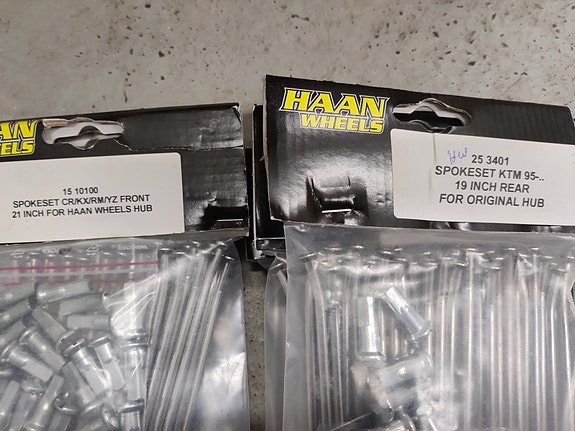 HAAN
WHEELS
15 10100
SPOKESET CR/KX/RM/YZ FRONT
21 INCH FOR HAAN WHEELS HUB
HAAN
WHEELS
25 3401
SPOKESET KTM 95-..
19 INCH REAR
FOR ORIGINAL HUB